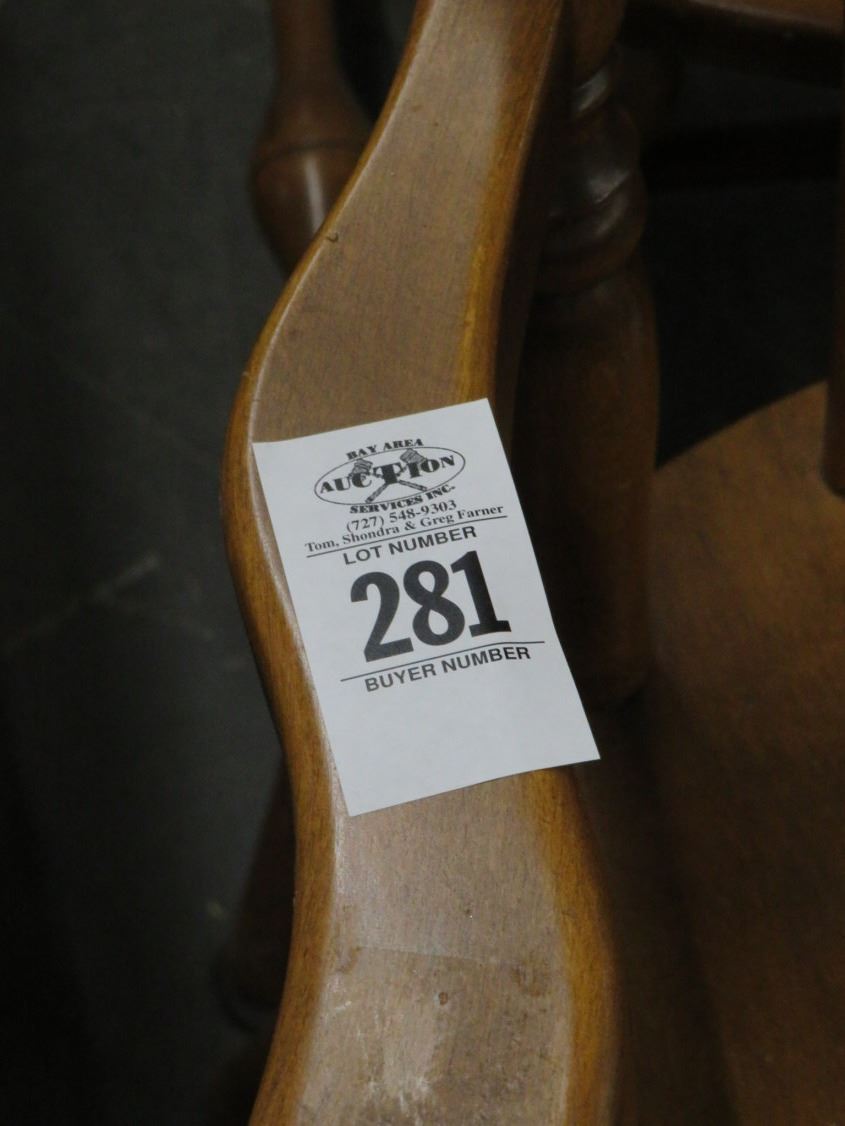 BAY AREA
AUCTION
SERVICES INC.
(727) 548-9303
Tom, Shondra & Greg Farner
LOT NUMBER
281
BUYER NUMBER